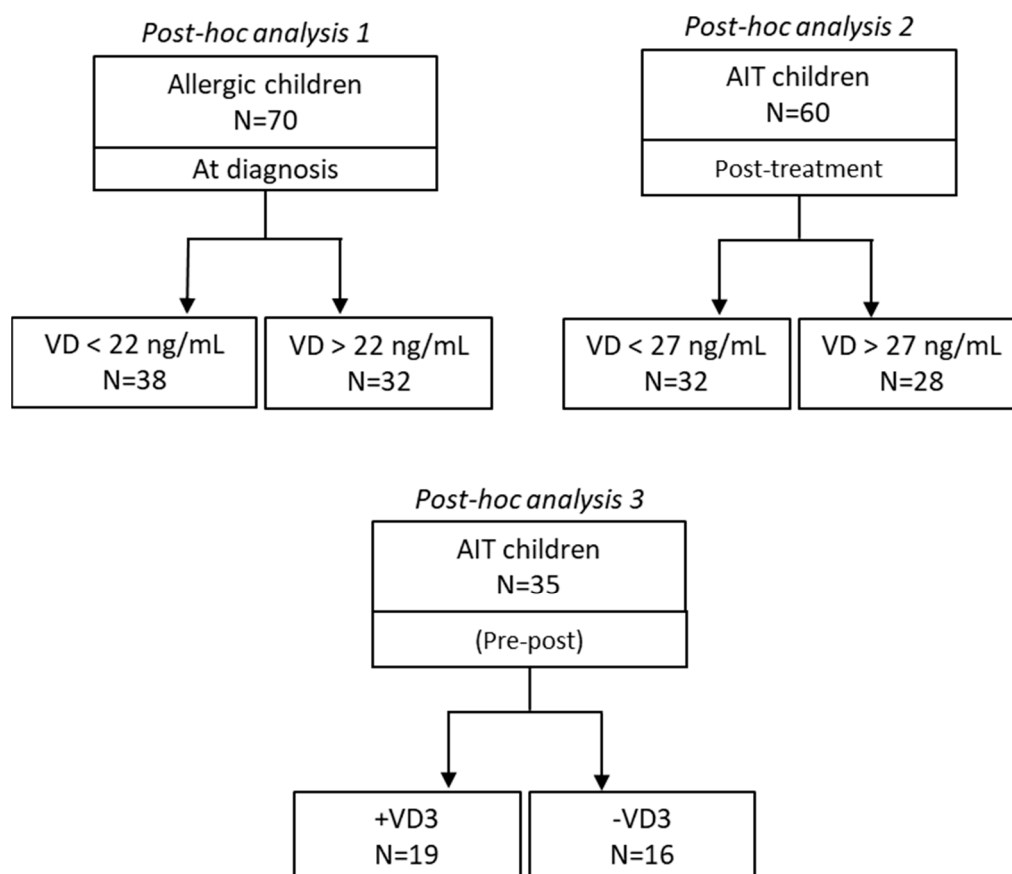 Post-hoc analysis 1
Allergic children
N=70
At diagnosis
VD < 22 ng/mL
N=38
VD > 22 ng/mL
N=32
Post-hoc analysis 2
AIT children
N=60
Post-treatment
VD < 27 ng/mL
N=32
VD > 27 ng/mL
N=28
Post-hoc analysis 3
AIT children
N=35
(Pre-post)
+VD3
N=19
-VD3
N=16